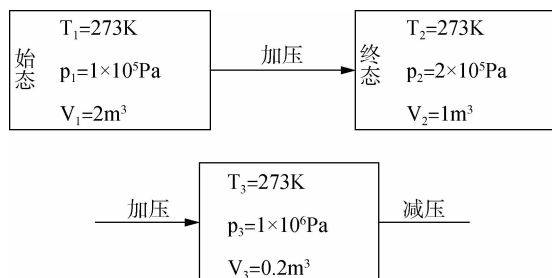 始态
T₁=273K
p₁=1×10⁵Pa
V₁=2m³
加压
终态
T₂=273K
p₂=2×10⁵Pa
V₂=1m³
加压
T₃=273K
p₃=1×10⁶Pa
V₃=0.2m³
减压